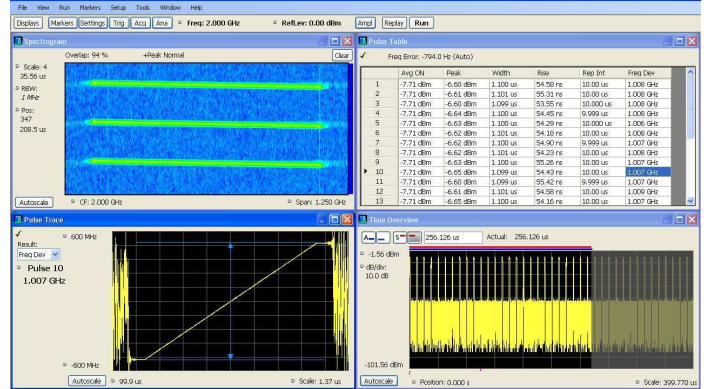 File View Run Markers Setup Tools Window Help
Displays Markers Settings Trig Acq Ana Freq: 2.000 GHz RefLev: 0.00 dBm Ampl Replay Run
Spectrogram
Overlap: 94 % +Peak Normal Clear
Scale: 4
35.56 us
RBW:
1 MHz
Pos:
347
208.5 us
Autoscale CF: 2.000 GHz Span: 1.250 GHz
Pulse Table
Freq Error: -794.0 Hz (Auto)
Avg ON Peak Width Rise Rep Int Freq Dev
1 -7.71 dBm -6.60 dBm 1.100 us 54.58 ns 10.00 us 1.008 GHz
2 -7.71 dBm -6.61 dBm 1.101 us 55.31 ns 10.00 us 1.008 GHz
3 -7.71 dBm -6.60 dBm 1.099 us 53.55 ns 10.000 us 1.008 GHz
4 -7.71 dBm -6.64 dBm 1.100 us 54.45 ns 9.999 us 1.008 GHz
5 -7.71 dBm -6.63 dBm 1.100 us 54.29 ns 10.000 us 1.006 GHz
6 -7.71 dBm -6.62 dBm 1.101 us 54.18 ns 10.00 us 1.008 GHz
7 -7.71 dBm -6.62 dBm 1.100 us 54.90 ns 9.999 us 1.007 GHz
8 -7.71 dBm -6.62 dBm 1.101 us 54.23 ns 10.00 us 1.008 GHz
9 -7.71 dBm -6.63 dBm 1.100 us 55.26 ns 10.00 us 1.007 GHz
10 -7.71 dBm -6.65 dBm 1.099 us 54.43 ns 10.00 us 1.007 GHz
11 -7.71 dBm -6.60 dBm 1.099 us 55.42 ns 9.999 us 1.007 GHz
12 -7.71 dBm -6.61 dBm 1.101 us 54.58 ns 10.00 us 1.009 GHz
13 -7.71 dBm -6.65 dBm 1.100 us 54.16 ns 10.00 us 1.007 GHz
Pulse Trace
Result:
Freq Dev
Pulse 10
1.007 GHz
600 MHz
-600 MHz
Autoscale 99.9 us Scale: 1.37 us
Time Overview
256.126 us Actual: 256.126 us
-1.56 dBm
dB/div:
10.0 dB
-101.56 dBm
Autoscale Position: 0.000 s Scale: 399.770 us